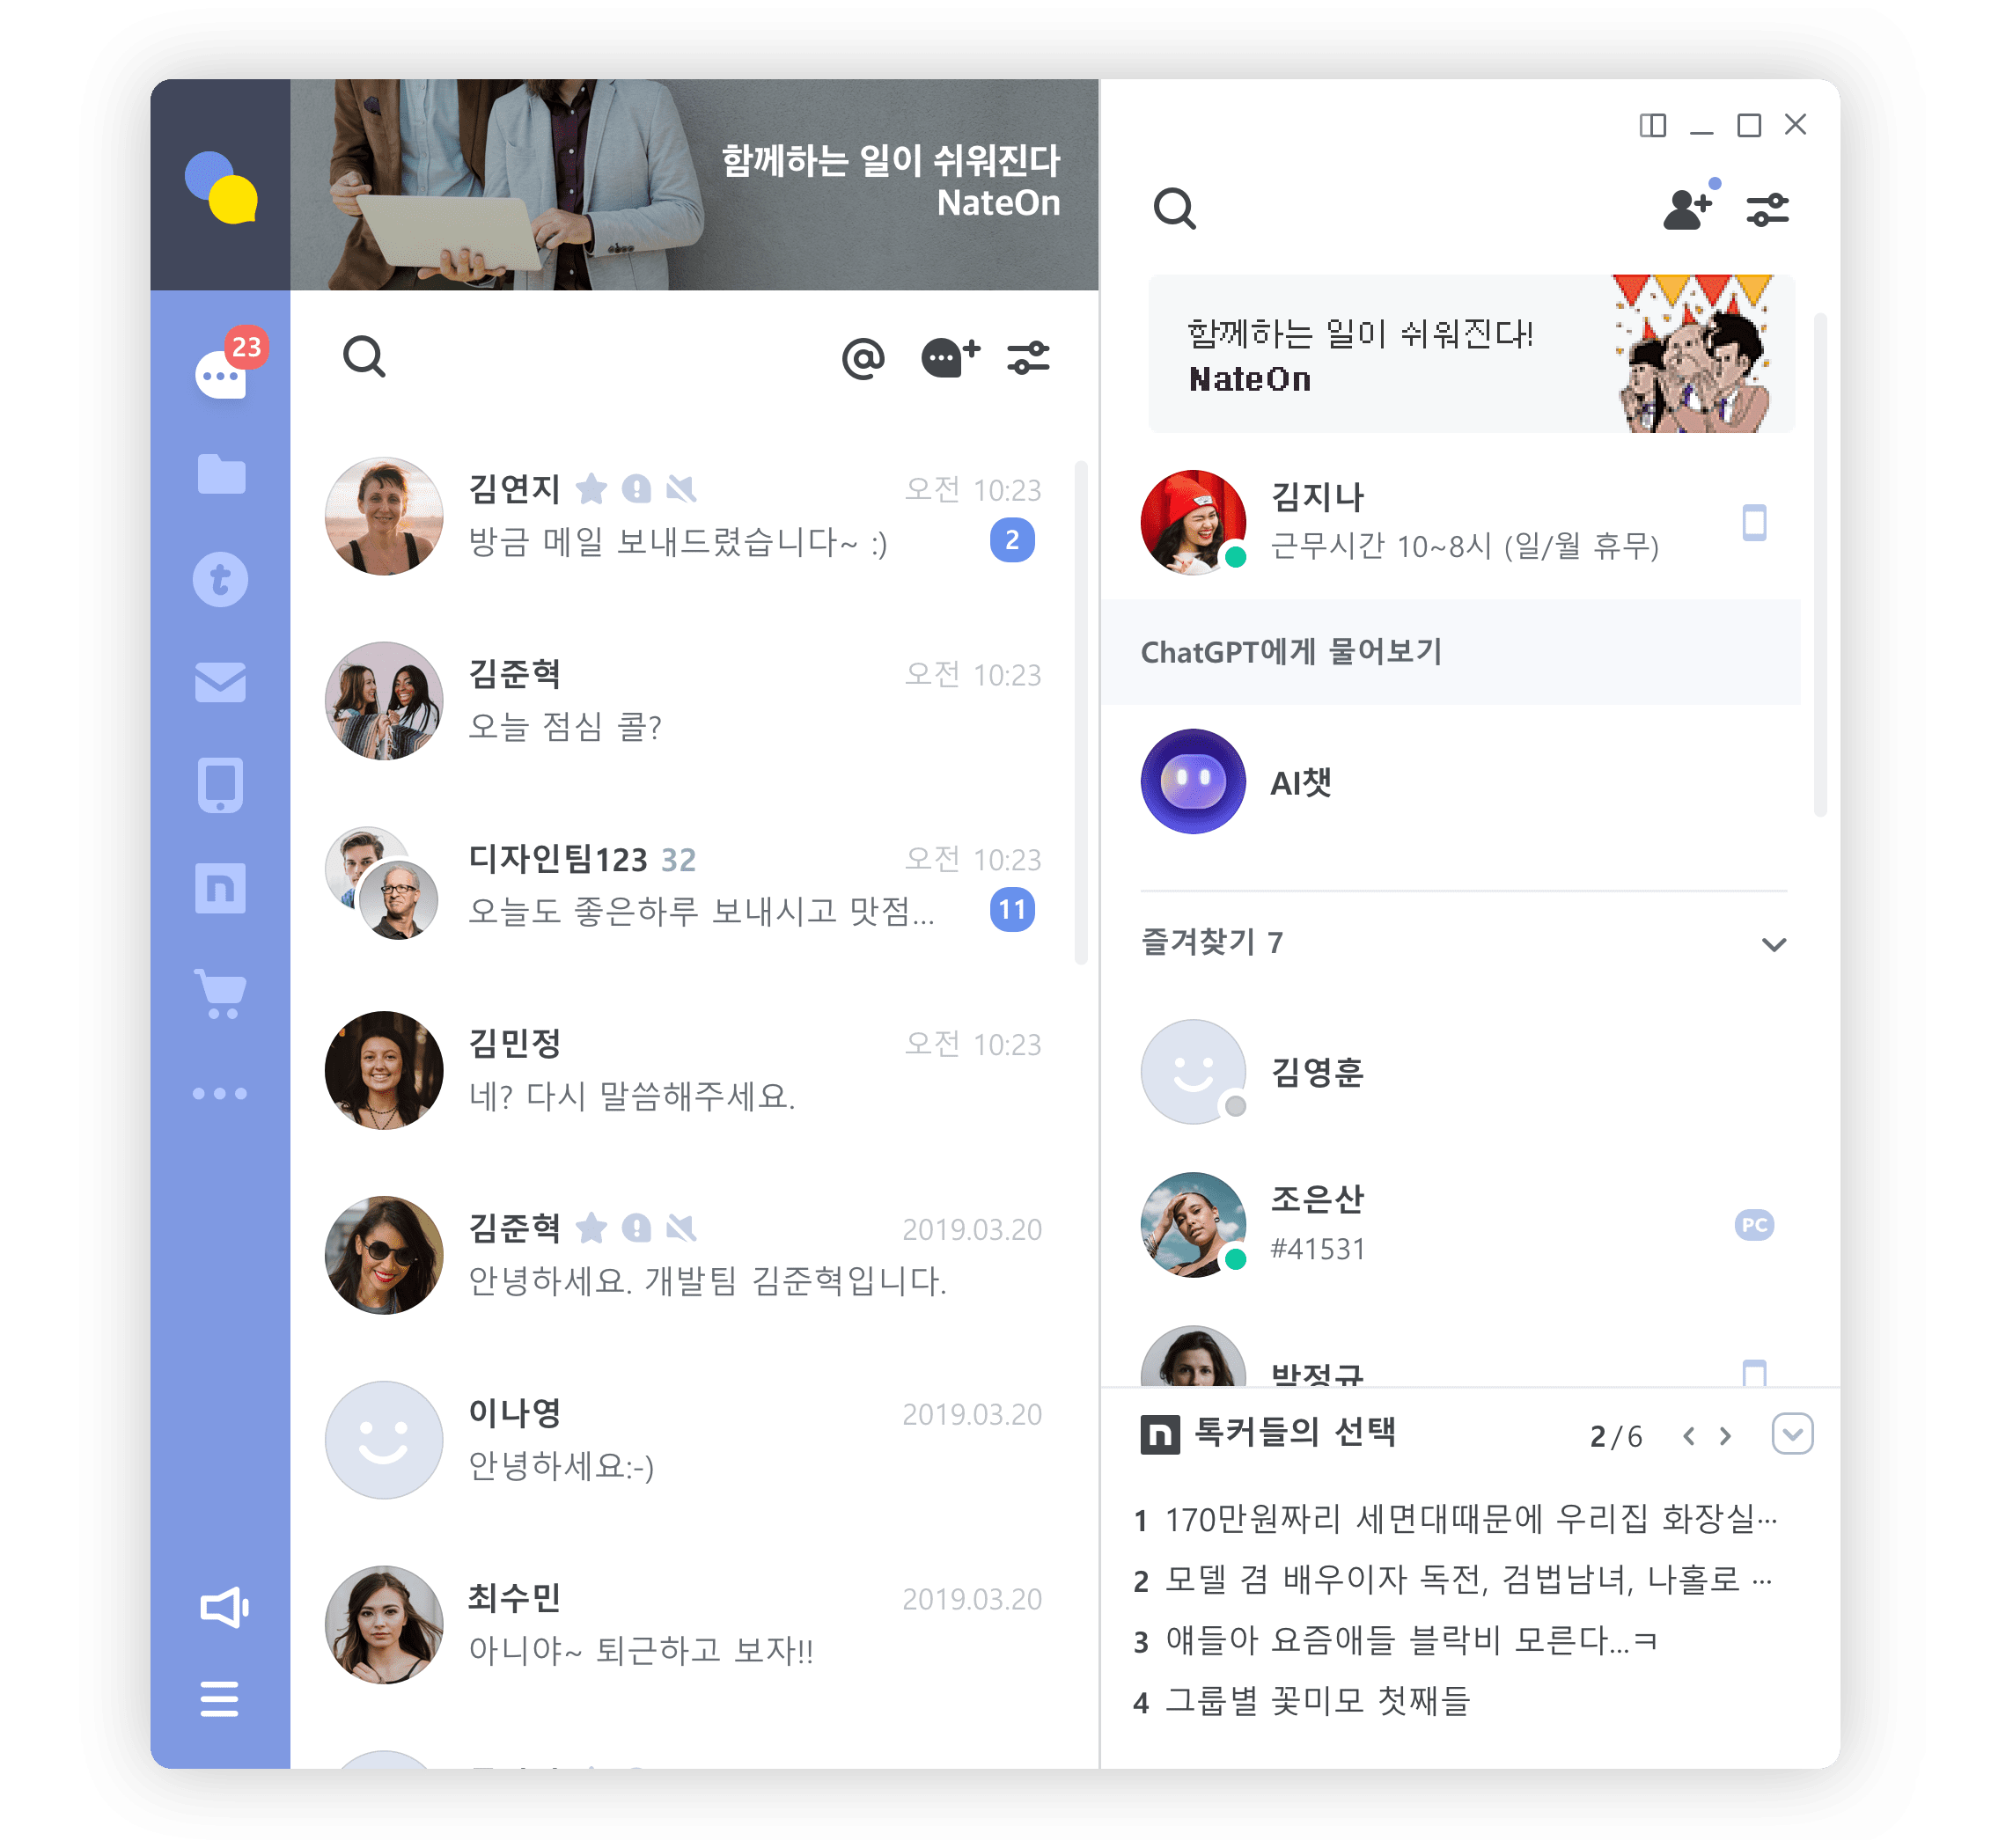 함께하는 일이 쉬워진다
NateOn
23
김연지
오전 10:23
방금 메일 보내드렸습니다~ :)
2
김준혁
오전 10:23
오늘 점심 콜?
디자인팀123 32
오전 10:23
오늘도 좋은하루 보내시고 맛점...
11
김민정
오전 10:23
네? 다시 말씀해주세요.
김준혁
2019.03.20
안녕하세요. 개발팀 김준혁입니다.
이나영
2019.03.20
안녕하세요:-)
최수민
2019.03.20
아니야~ 퇴근하고 보자!!
함께하는 일이 쉬워진다!
NateOn
김지나
근무시간 10~8시 (일/월 휴무)
ChatGPT에게 물어보기
AI챗
즐겨찾기 7
김영훈
조은산
#41531
PC
박정규
n 톡커들의 선택
2/6
1 170만원짜리 세면대때문에 우리집 화장실...
2 모델 겸 배우이자 독전, 검법남녀, 나홀로 ...
3 얘들아 요즘애들 블락비 모른다...ㅋ
4 그룹별 꽃미모 첫째들